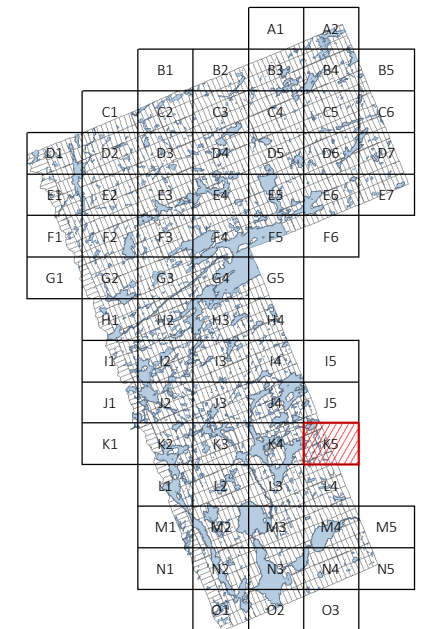 A1 A2
B1 B2 B3 B4 B5
C1 C2 C3 C4 C5 C6
D1 D2 D3 D4 D5 D6 D7
E1 E2 E3 E4 E5 E6 E7
F1 F2 F3 F4 F5 F6
G1 G2 G3 G4 G5
H1 H2 H3 H4
I1 I2 I3 I4 I5
J1 J2 J3 J4 J5
K1 K2 K3 K4 K5
L1 L2 L3 L4
M1 M2 M3 M4 M5
N1 N2 N3 N4 N5
O1 O2 O3